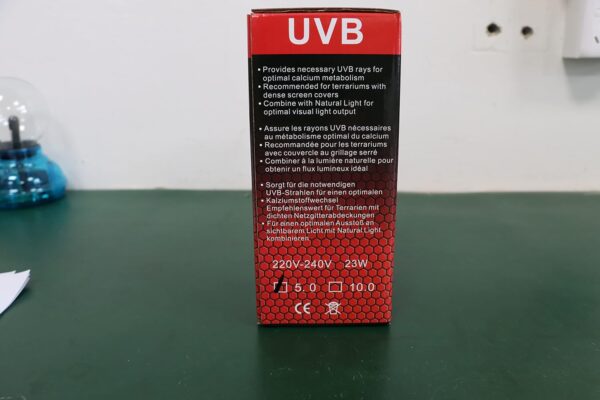 UVB
• Provides necessary UVB rays for
optimal calcium metabolism
• Recommended for terrariums with
dense screen covers
• Combine with Natural Light for
optimal visual light output
• Assure les rayons UVB nécessaires
au métabolisme optimal du calcium
• Recommandée pour les terrariums
avec couvercle au grillage serré
• Combiner à la lumière naturelle pour
obtenir un flux lumineux idéal
• Sorgt für die notwendigen
UVB-Strahlen für einen optimalen
• Kalziumstoffwechsel
Empfehlenswert für Terrarien mit
dichten Netzgitterabdeckungen
• Für einen optimalen Ausstoß an
sichtbarem Licht mit Natural Light
kombinieren
220V-240V 23W
5.0 10.0
CE